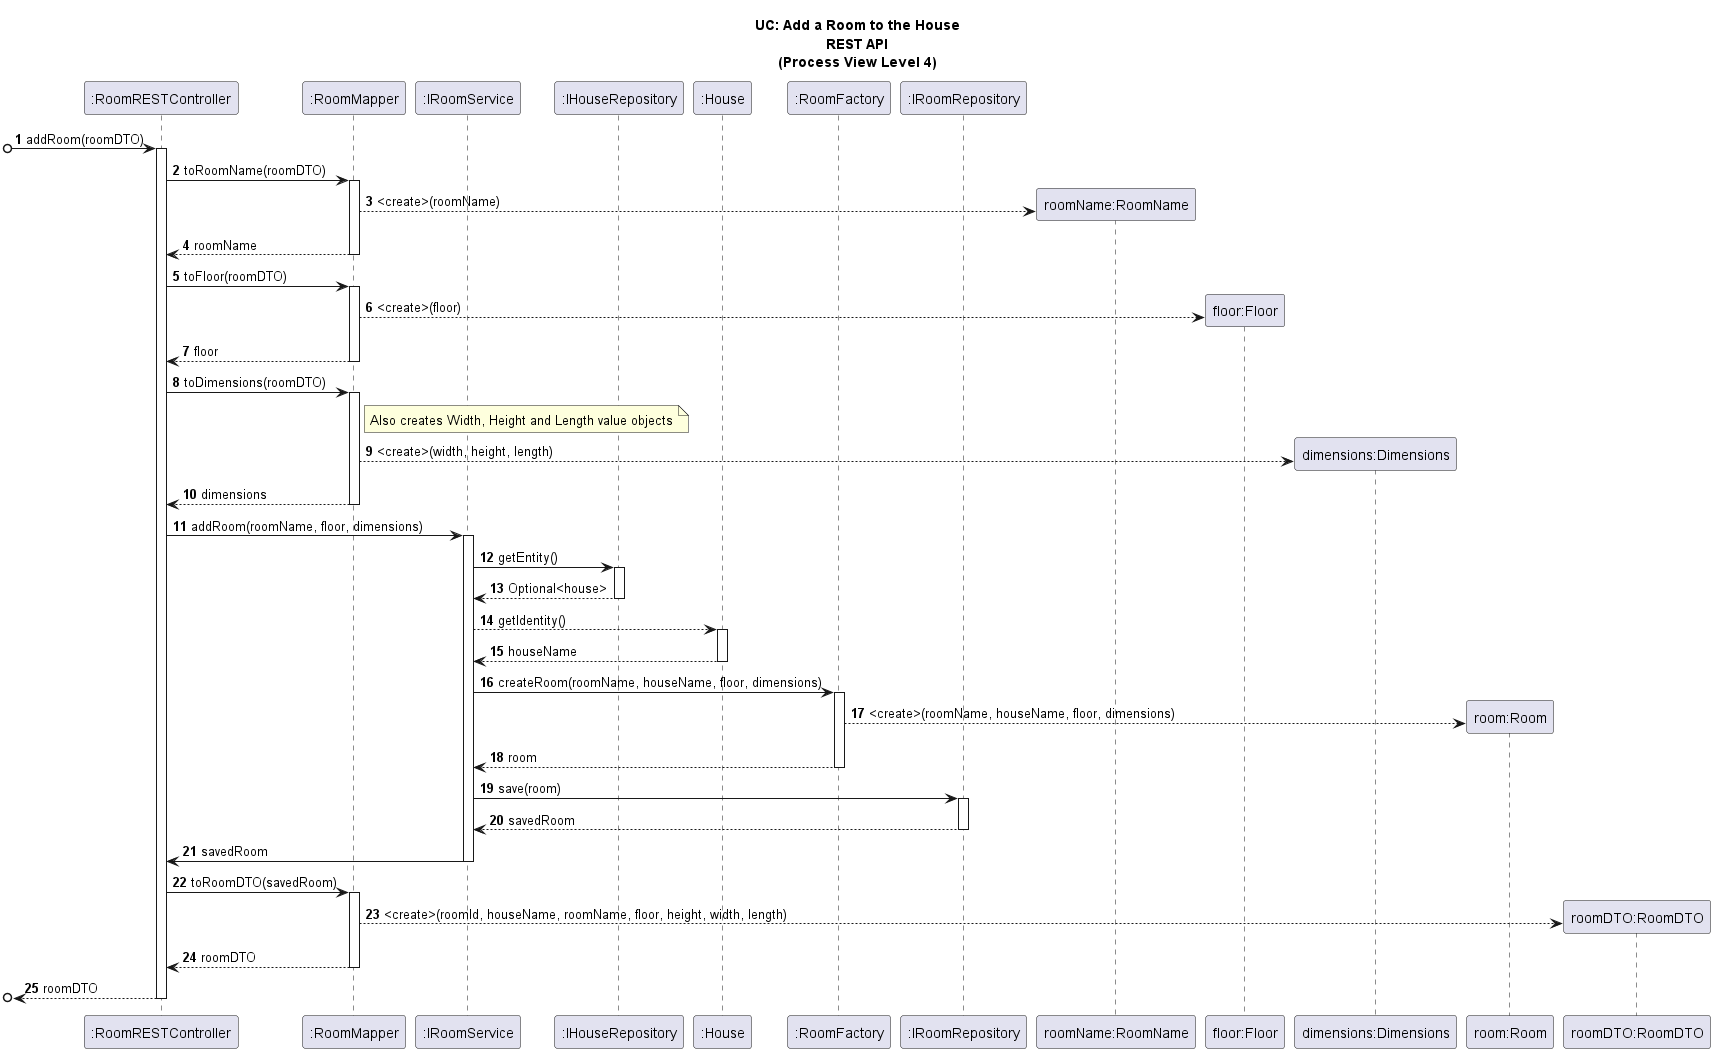 UC: Add a Room to the House
REST API
(Process View Level 4)
:RoomRESTController :RoomMapper :IRoomService :IHouseRepository :House :RoomFactory :IRoomRepository
1 addRoom(roomDTO)
2 toRoomName(roomDTO)
3 <create>(roomName)
roomName:RoomName
4 roomName
5 toFloor(roomDTO)
6 <create>(floor)
floor:Floor
7 floor
8 toDimensions(roomDTO)
Also creates Width, Height and Length value objects
9 <create>(width, height, length)
dimensions:Dimensions
10 dimensions
11 addRoom(roomName, floor, dimensions)
12 getEntity()
13 Optional<house>
14 getIdentity()
15 houseName
16 createRoom(roomName, houseName, floor, dimensions)
17 <create>(roomName, houseName, floor, dimensions)
room:Room
18 room
19 save(room)
20 savedRoom
21 savedRoom
22 toRoomDTO(savedRoom)
23 <create>(roomId, houseName, roomName, floor, height, width, length)
roomDTO:RoomDTO
24 roomDTO
25 roomDTO
:RoomRESTController :RoomMapper :IRoomService :IHouseRepository :House :RoomFactory :IRoomRepository roomName:RoomName floor:Floor dimensions:Dimensions room:Room roomDTO:RoomDTO